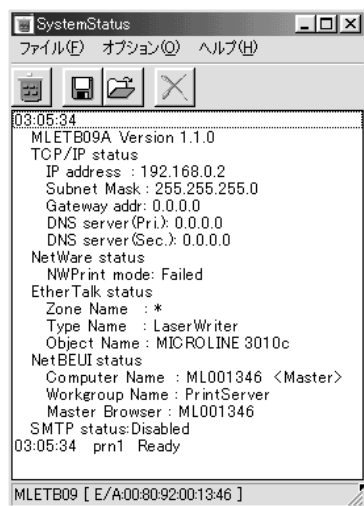 SystemStatus
ファイル(F) オプション(O) ヘルプ(H)
03:05:34
MLETB09A Version 1.1.0
TCP/IP status
IP address : 192.168.0.2
Subnet Mask : 255.255.255.0
Gateway addr: 0.0.0.0
DNS server(Pri.): 0.0.0.0
DNS server(Sec.): 0.0.0.0
NetWare status
NWPrint mode: Failed
EtherTalk status
Zone Name : *
Type Name : LaserWriter
Object Name : MICROLINE 3010c
NetBEUI status
Computer Name : ML001346 <Master>
Workgroup Name : PrintServer
Master Browser : ML001346
SMTP status:Disabled
03:05:34 prn1 Ready
MLETB09 [ E/A:00:80:92:00:13:46 ]